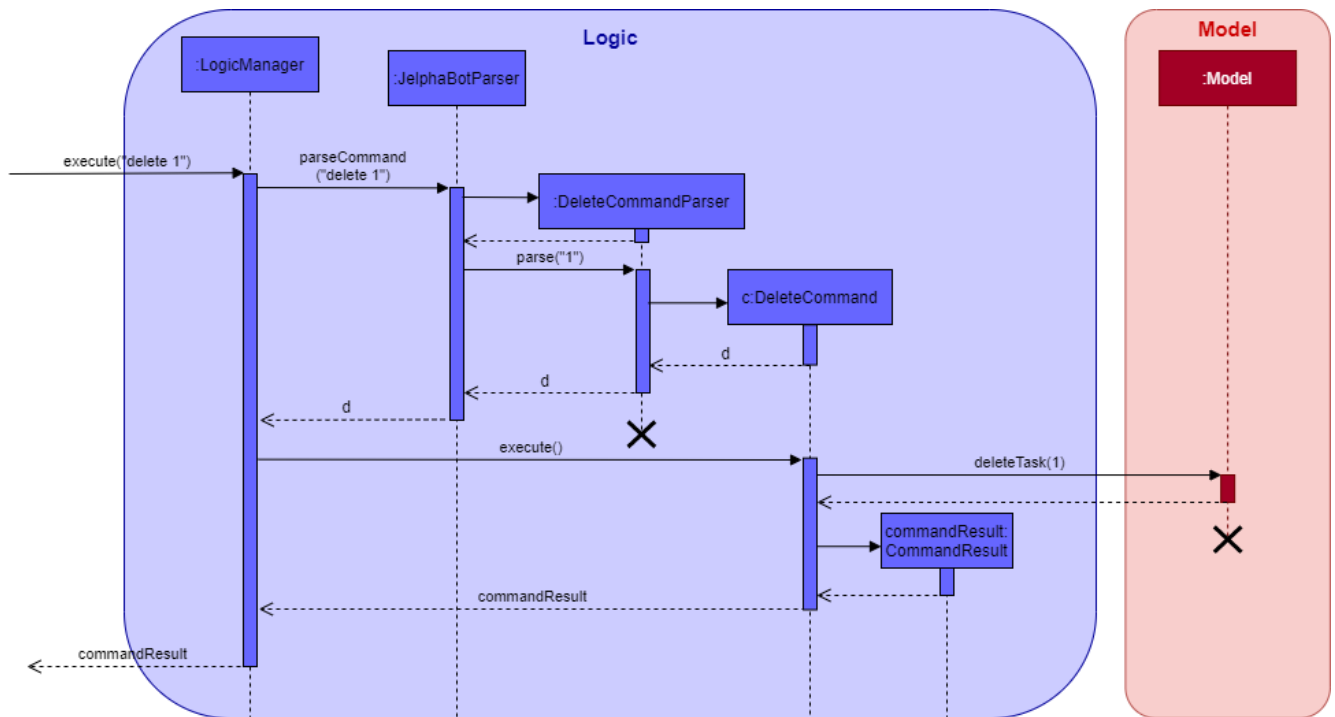 Logic
Model
:LogicManager
:JelphaBotParser
:Model
execute("delete 1")
parseCommand
("delete 1")
:DeleteCommandParser
parse("1")
c:DeleteCommand
d
d
d
execute()
deleteTask(1)
commandResult:
CommandResult
commandResult
commandResult